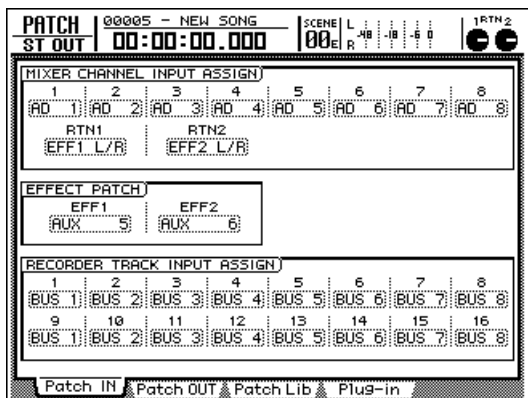 PATCH 00005 - NEW SONG SCENE L -48 -18 -6 0 1RTN2
ST OUT 00:00:00.000 00E R
MIXER CHANNEL INPUT ASSIGN
1 2 3 4 5 6 7 8
AD 1 AD 2 AD 3 AD 4 AD 5 AD 6 AD 7 AD 8
RTN1 RTN2
EFF1 L/R EFF2 L/R
EFFECT PATCH
EFF1 EFF2
AUX 5 AUX 6
RECORDER TRACK INPUT ASSIGN
1 2 3 4 5 6 7 8
BUS 1 BUS 2 BUS 3 BUS 4 BUS 5 BUS 6 BUS 7 BUS 8
9 10 11 12 13 14 15 16
BUS 1 BUS 2 BUS 3 BUS 4 BUS 5 BUS 6 BUS 7 BUS 8
Patch IN Patch OUT Patch Lib Plug-in